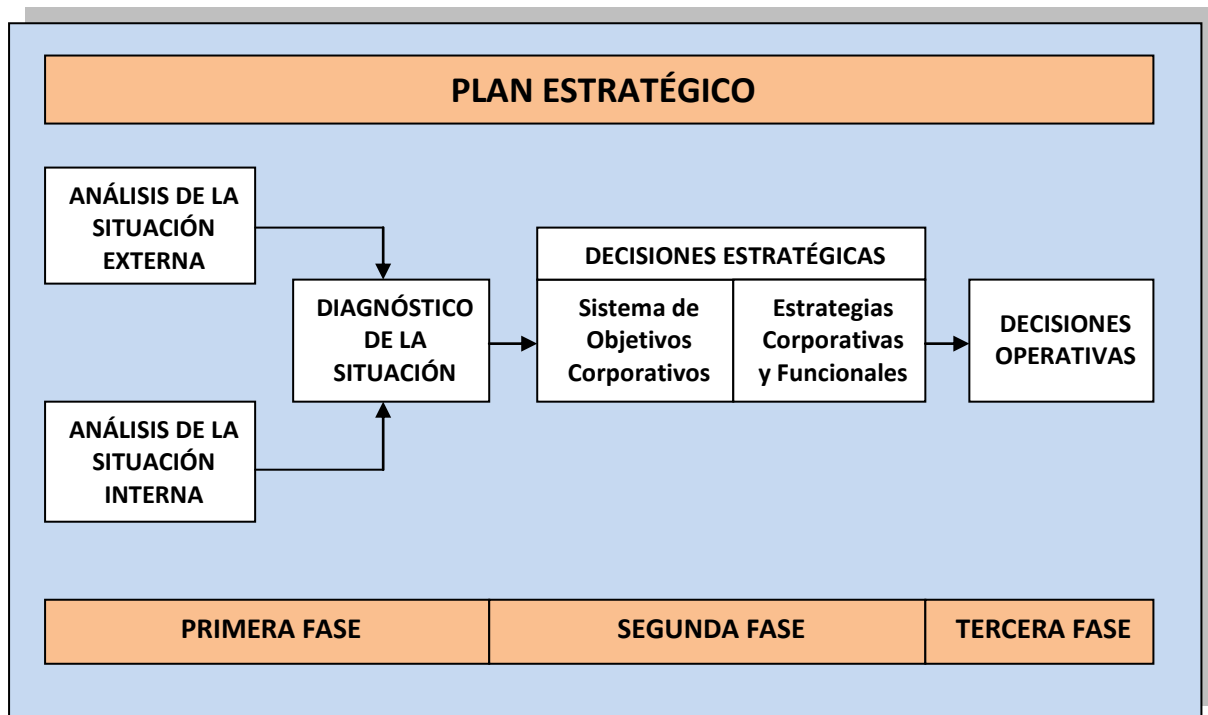 PLAN ESTRATÉGICO
ANÁLISIS DE LA
SITUACIÓN
EXTERNA
DIAGNÓSTICO
DE LA
SITUACIÓN
ANÁLISIS DE LA
SITUACIÓN
INTERNA
DECISIONES ESTRATÉGICAS
Sistema de
Objetivos
Corporativos
Estrategias
Corporativas
y Funcionales
DECISIONES
OPERATIVAS
PRIMERA FASE
SEGUNDA FASE
TERCERA FASE